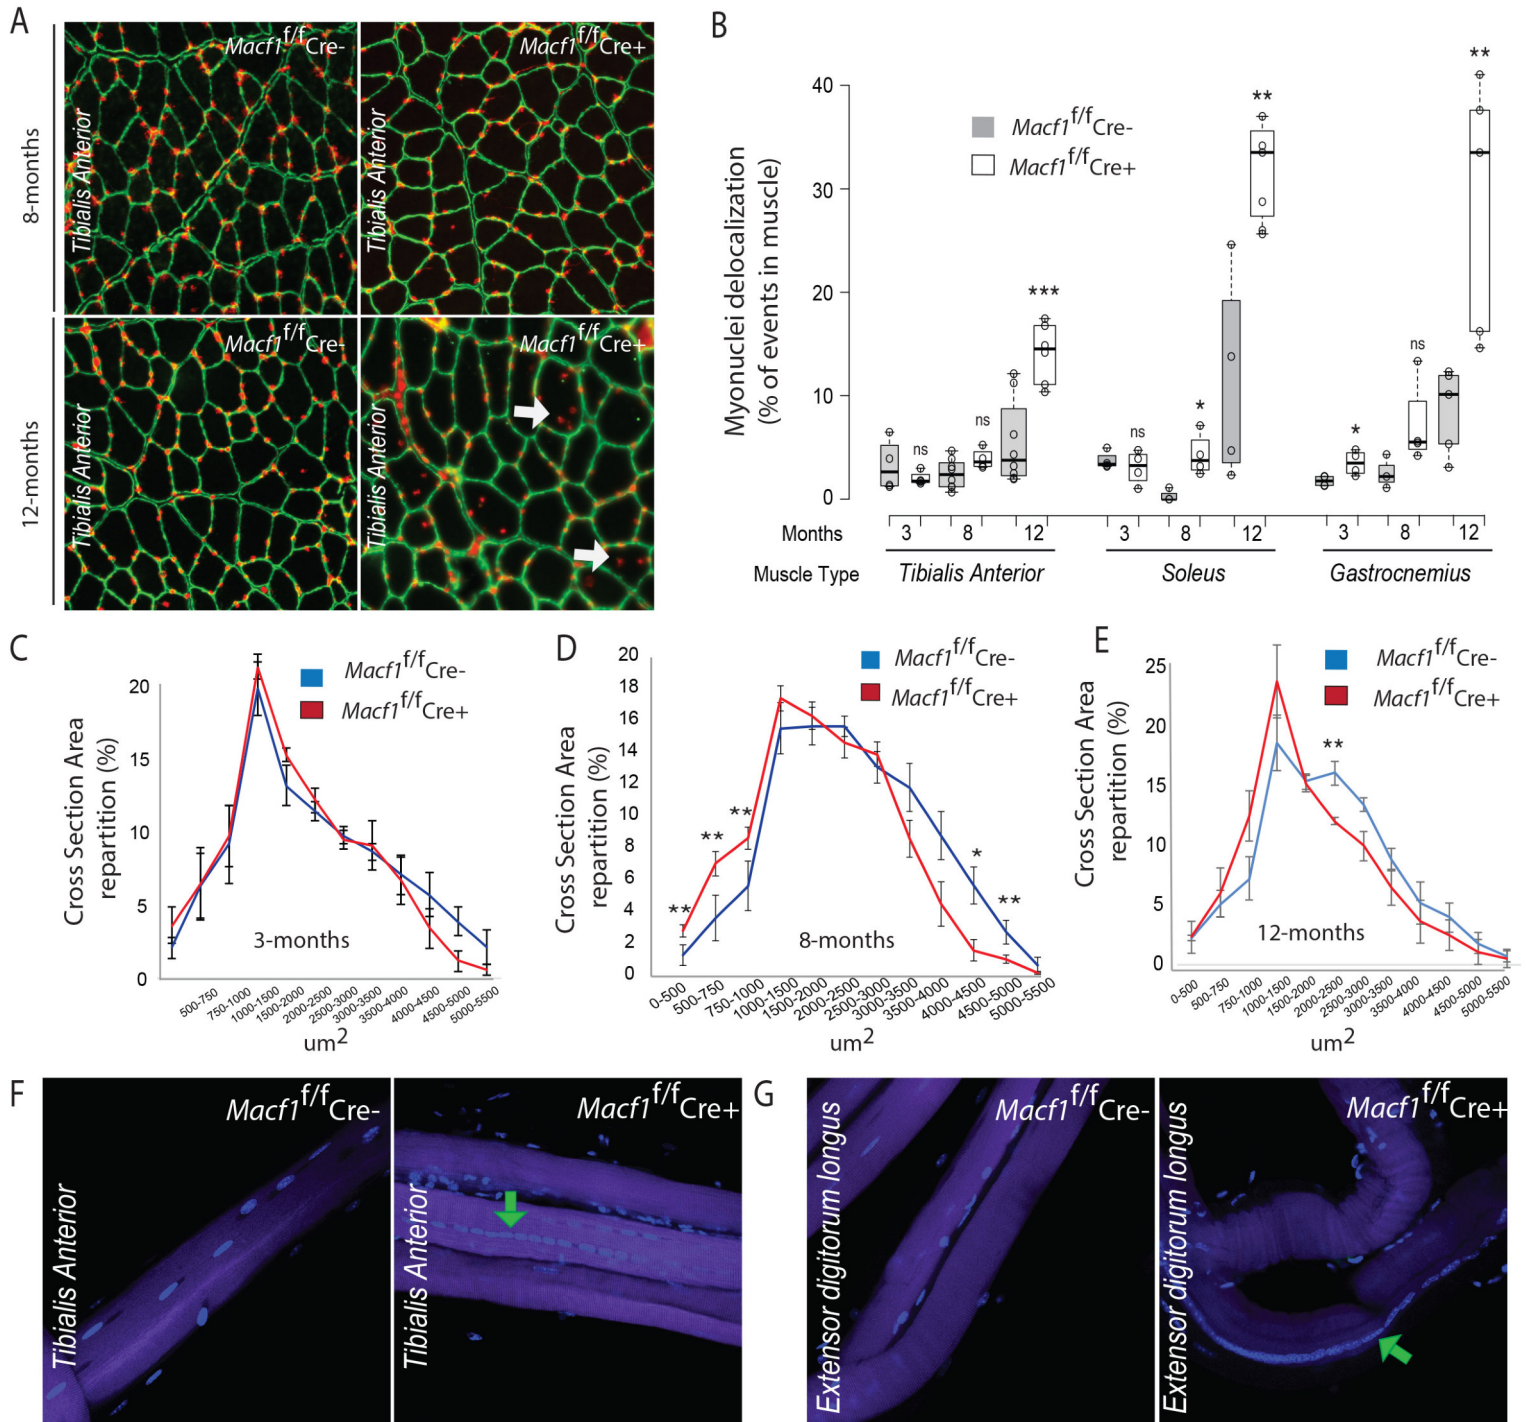 A
8-months
12-months
Tibialis Anterior
Macf1f/fCre-
Tibialis Anterior
Macf1f/fCre+
Tibialis Anterior
Macf1f/fCre-
Tibialis Anterior
Macf1f/fCre+
B
Myonuclei delocalization
(% of events in muscle)
40
30
20
10
0
Macf1f/fCre-
Macf1f/fCre+
ns
ns
***
ns
*
**
*
ns
**
Months 3 8 12 3 8 12 3 8 12
Muscle Type Tibialis Anterior Soleus Gastrocnemius
C
Cross Section Area
repartition (%)
20
15
10
5
0
Macf1f/fCre-
Macf1f/fCre+
3-months
500-750
750-1000
1000-1500
1500-2000
2000-2500
2500-3000
3000-3500
3500-4000
4000-4500
4500-5000
5000-5500
um2
D
Cross Section Area
repartition (%)
20
18
16
14
12
10
8
6
4
2
0
Macf1f/fCre-
Macf1f/fCre+
**
**
**
*
**
8-months
0-500
500-750
750-1000
1000-1500
1500-2000
2000-2500
2500-3000
3000-3500
3500-4000
4000-4500
4500-5000
5000-5500
um2
E
Cross Section Area
repartition (%)
25
20
15
10
5
0
Macf1f/fCre-
Macf1f/fCre+
**
12-months
0-500
500-750
750-1000
1000-1500
1500-2000
2000-2500
2500-3000
3000-3500
3500-4000
4000-4500
4500-5000
5000-5500
um2
F
Tibialis Anterior
Macf1f/fCre-
Tibialis Anterior
Macf1f/fCre+
G
Extensor digitorum longus
Macf1f/fCre-
Extensor digitorum longus
Macf1f/fCre+